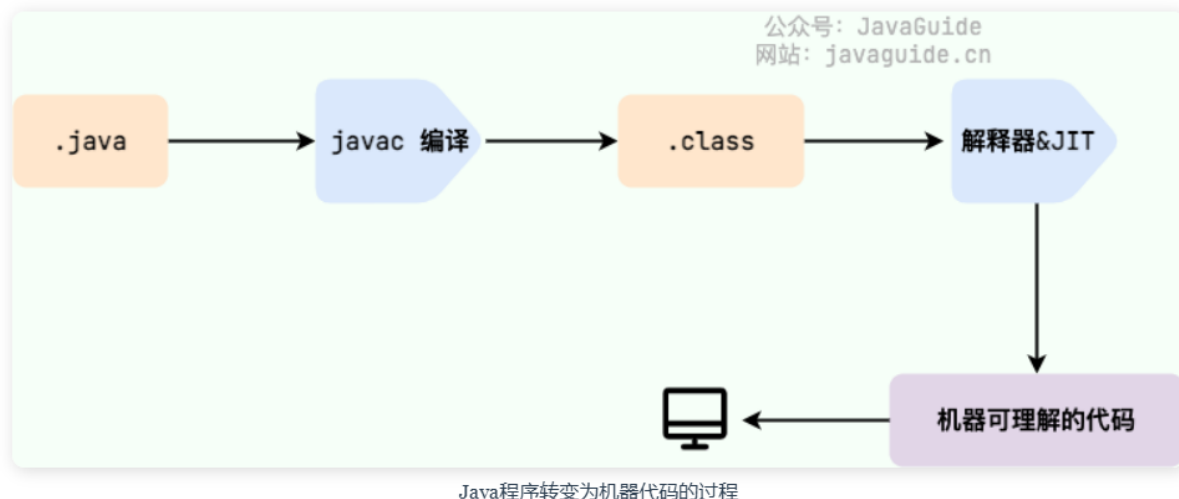 公众号：JavaGuide
网站：javaguide.cn
.java
javac 编译
.class
解释器&JIT
机器可理解的代码
Java程序转变为机器代码的过程